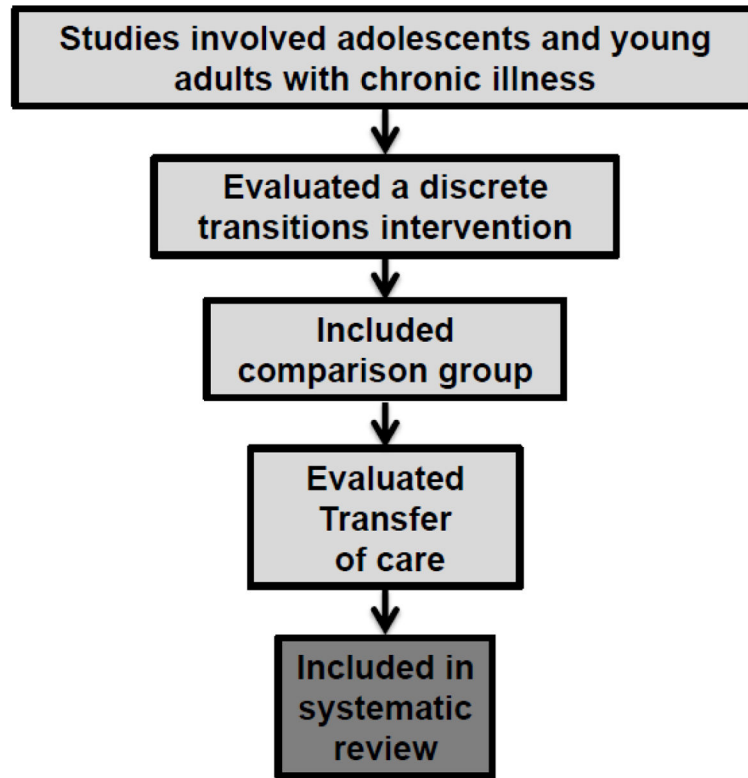 Studies involved adolescents and young
adults with chronic illness
Evaluated a discrete
transitions intervention
Included
comparison group
Evaluated
Transfer
of care
Included in
systematic
review